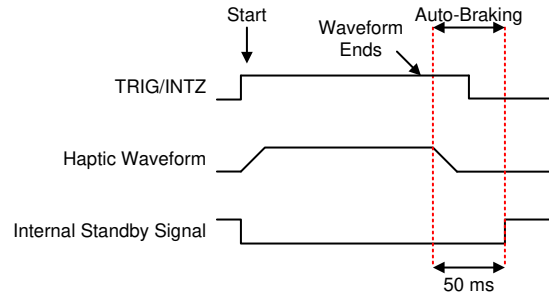 Start
Auto-Braking
Waveform
Ends
TRIG/INTZ
Haptic Waveform
Internal Standby Signal
50 ms